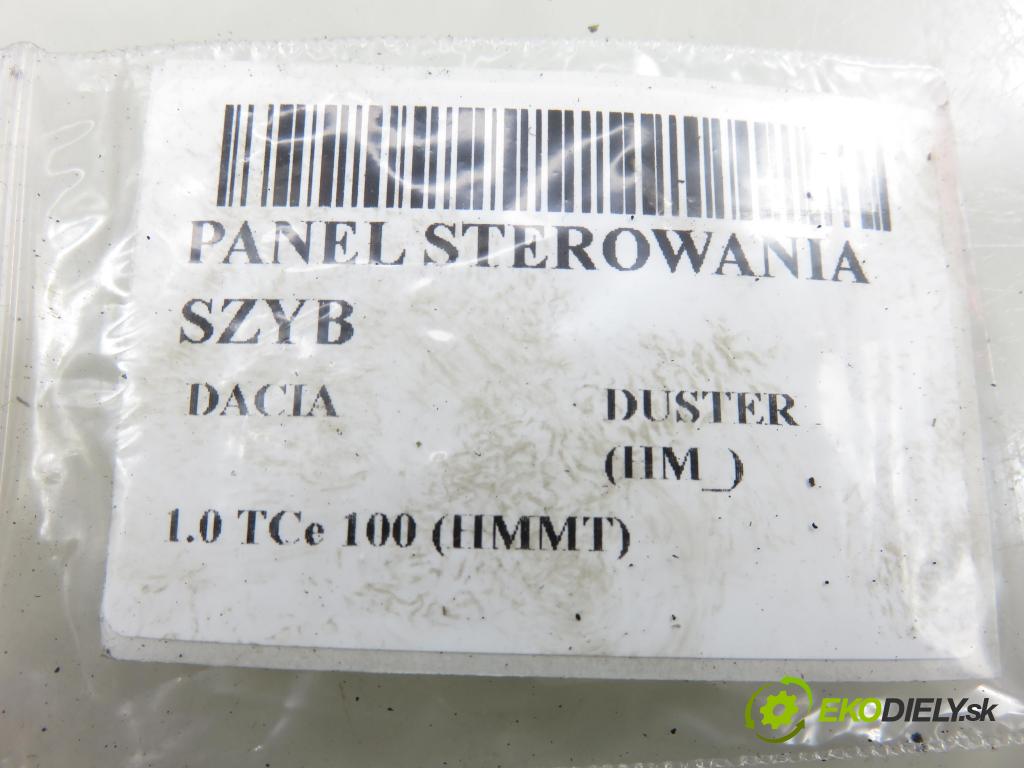 PANEL STEROWANIA
SZYB
DACIA DUSTER
(HM_)
1.0 TCe 100 (HMMT)
EKODIELY.sk